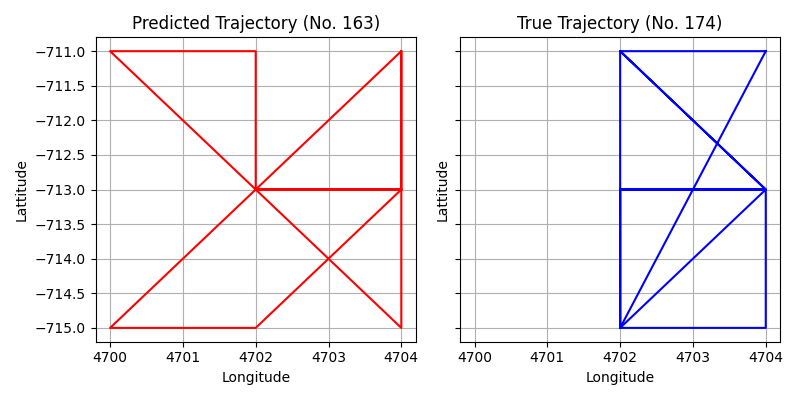 Predicted Trajectory (No. 163)
True Trajectory (No. 174)
−711.0
−711.5
−712.0
−712.5
−713.0
−713.5
−714.0
−714.5
−715.0
Lattitude
Lattitude
4700 4701 4702 4703 4704
4700 4701 4702 4703 4704
Longitude
Longitude